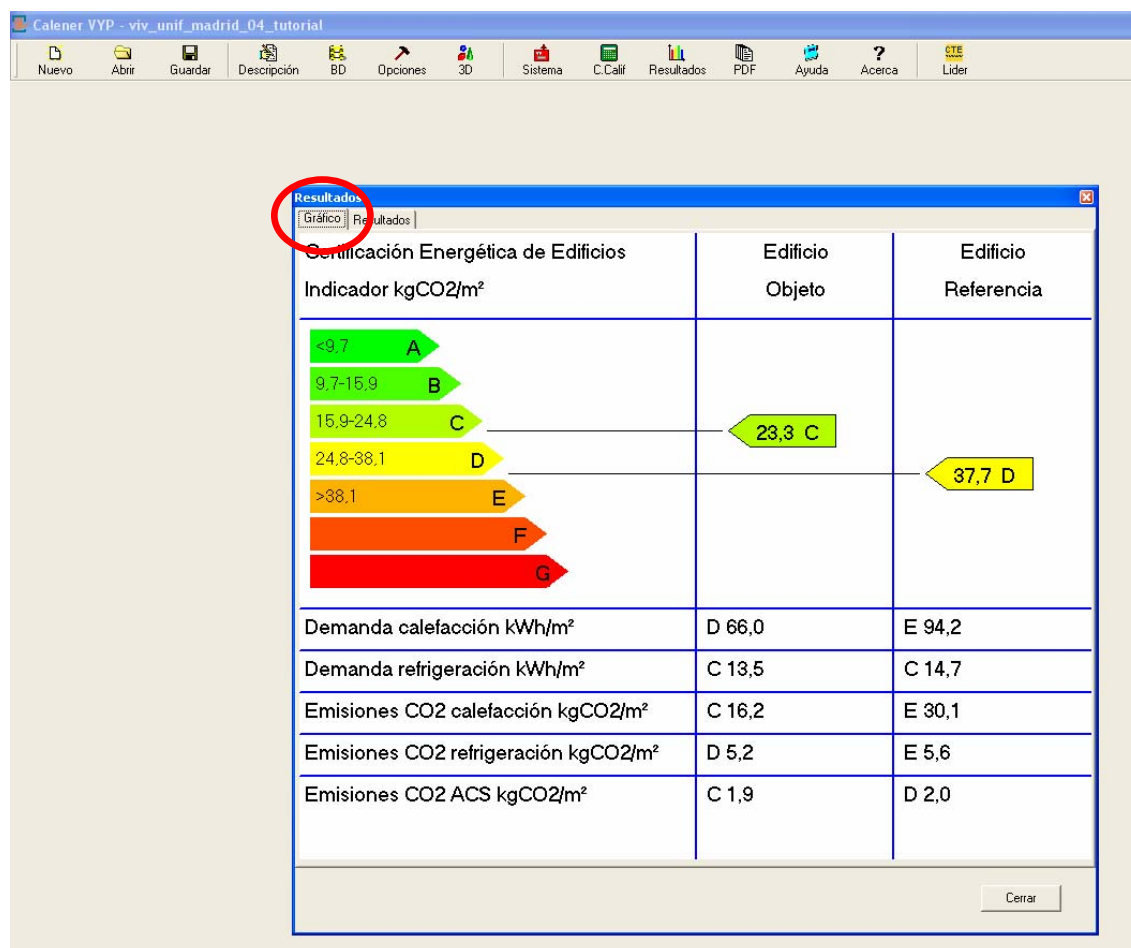 Calener VYP - viv_unif_madrid_04_tutorial
Nuevo Abrir Guardar Descripción BD Opciones 3D Sistema C.Calif Resultados PDF Ayuda Acerca CTE Lider
Resultados
Gráfico Resultados
Certificación Energética de Edificios Edificio Edificio
Indicador kgCO2/m² Objeto Referencia
<9,7 A
9,7-15,9 B
15,9-24,8 C 23,3 C
24,8-38,1 D 37,7 D
>38,1 E
F
G
Demanda calefacción kWh/m² D 66,0 E 94,2
Demanda refrigeración kWh/m² C 13,5 C 14,7
Emisiones CO2 calefacción kgCO2/m² C 16,2 E 30,1
Emisiones CO2 refrigeración kgCO2/m² D 5,2 E 5,6
Emisiones CO2 ACS kgCO2/m² C 1,9 D 2,0
Cerrar